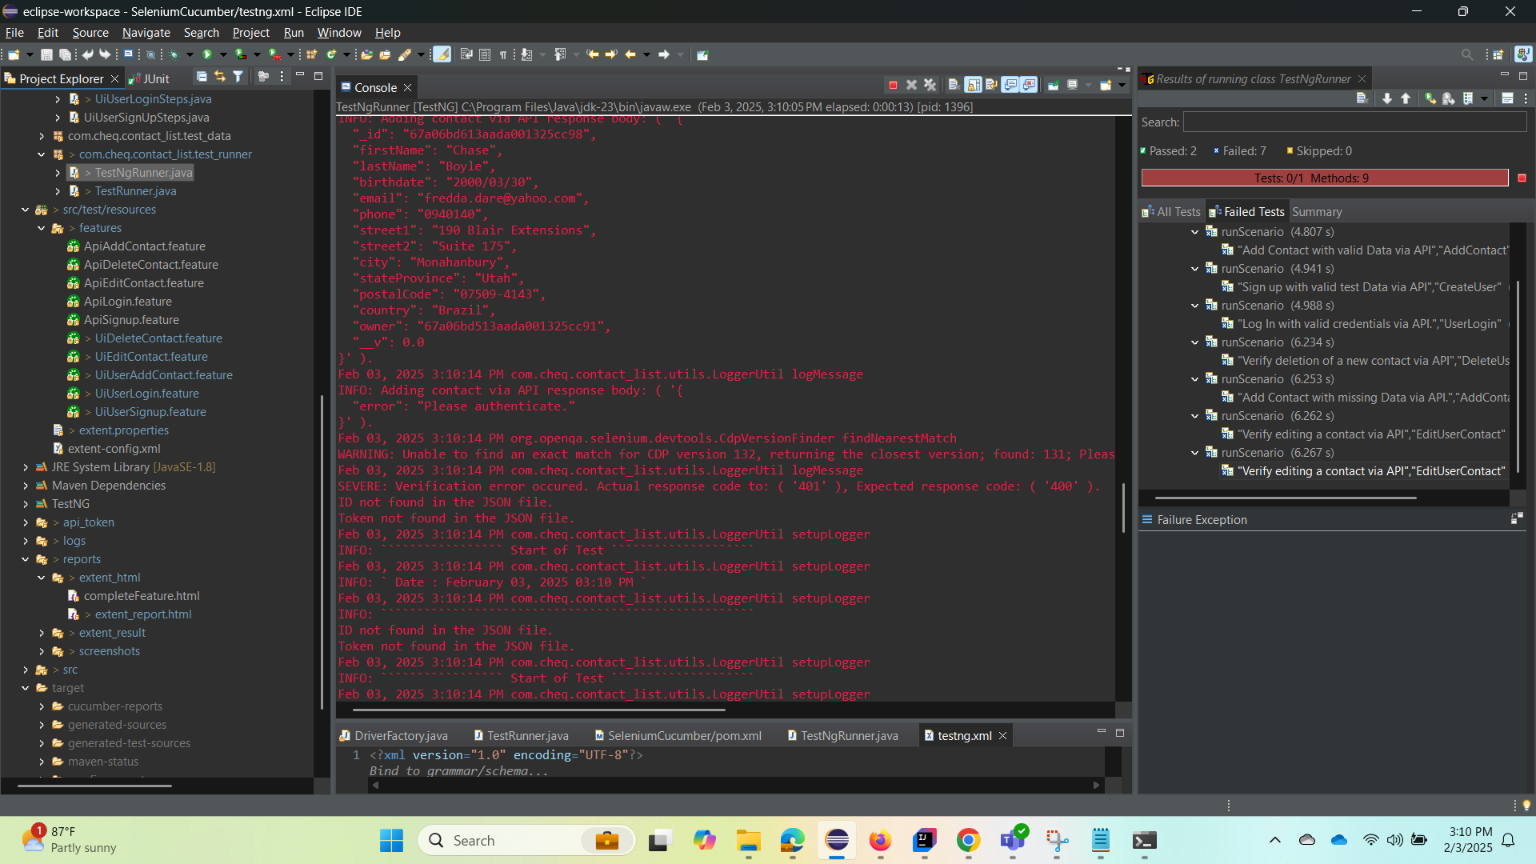 eclipse-workspace - SeleniumCucumber/testng.xml - Eclipse IDE
File Edit Source Navigate Search Project Run Window Help
Project Explorer JUnit
> UiUserLoginSteps.java
UiUserSignUpSteps.java
com.cheq.contact_list.test_data
> com.cheq.contact_list.test_runner
> TestNgRunner.java
> TestRunner.java
> src/test/resources
> features
ApiAddContact.feature
ApiDeleteContact.feature
ApiEditContact.feature
ApiLogin.feature
ApiSignup.feature
> UiDeleteContact.feature
> UiEditContact.feature
> UiUserAddContact.feature
> UiUserLogin.feature
> UiUserSignup.feature
> extent.properties
extent-config.xml
JRE System Library [JavaSE-1.8]
Maven Dependencies
TestNG
> api_token
> logs
> reports
> extent_html
completeFeature.html
> extent_report.html
> extent_result
> screenshots
> src
target
cucumber-reports
generated-sources
generated-test-sources
maven-status
Console
TestNgRunner [TestNG] C:\Program Files\Java\jdk-23\bin\javaw.exe (Feb 3, 2025, 3:10:05 PM elapsed: 0:00:13) [pid: 1396]
INFO: Adding contact via API response body: ( '{
"_id": "67a06bd613aada001325cc98",
"firstName": "Chase",
"lastName": "Boyle",
"birthdate": "2000/03/30",
"email": "fredda.dare@yahoo.com",
"phone": "0940140",
"street1": "190 Blair Extensions",
"street2": "Suite 175",
"city": "Monahanbury",
"stateProvince": "Utah",
"postalCode": "07509-4143",
"country": "Brazil",
"owner": "67a06bd513aada001325cc91",
"__v": 0.0
}' ).
Feb 03, 2025 3:10:14 PM com.cheq.contact_list.utils.LoggerUtil logMessage
INFO: Adding contact via API response body: ( '{
"error": "Please authenticate."
}' ).
Feb 03, 2025 3:10:14 PM org.openqa.selenium.devtools.CdpVersionFinder findNearestMatch
WARNING: Unable to find an exact match for CDP version 132, returning the closest version; found: 131; Pleas
Feb 03, 2025 3:10:14 PM com.cheq.contact_list.utils.LoggerUtil logMessage
SEVERE: Verification error occured. Actual response code to: ( '401' ), Expected response code: ( '400' ).
ID not found in the JSON file.
Token not found in the JSON file.
Feb 03, 2025 3:10:14 PM com.cheq.contact_list.utils.LoggerUtil setupLogger
INFO: ````````````````` Start of Test ```````````````````
Feb 03, 2025 3:10:14 PM com.cheq.contact_list.utils.LoggerUtil setupLogger
INFO: ` Date : February 03, 2025 03:10 PM `
Feb 03, 2025 3:10:14 PM com.cheq.contact_list.utils.LoggerUtil setupLogger
INFO: ``````````````````````````````````````````````````
ID not found in the JSON file.
Token not found in the JSON file.
Feb 03, 2025 3:10:14 PM com.cheq.contact_list.utils.LoggerUtil setupLogger
INFO: ````````````````` Start of Test ```````````````````
Feb 03, 2025 3:10:14 PM com.cheq.contact_list.utils.LoggerUtil setupLogger
DriverFactory.java TestRunner.java SeleniumCucumber/pom.xml TestNgRunner.java testng.xml
1 <?xml version="1.0" encoding="UTF-8"?>
Bind to grammar/schema...
Results of running class TestNgRunner
Search:
Passed: 2 Failed: 7 Skipped: 0
Tests: 0/1 Methods: 9
All Tests Failed Tests Summary
runScenario (4.807 s)
"Add Contact with valid Data via API","AddContact"
runScenario (4.941 s)
"Sign up with valid test Data via API","CreateUser"
runScenario (4.988 s)
"Log In with valid credentials via API.","UserLogin"
runScenario (6.234 s)
"Verify deletion of a new contact via API","DeleteUs
runScenario (6.253 s)
"Add Contact with missing Data via API.","AddConta
runScenario (6.262 s)
"Verify editing a contact via API","EditUserContact"
runScenario (6.267 s)
"Verify editing a contact via API","EditUserContact"
Failure Exception
1
87°F
Partly sunny
Search
3:10 PM
2/3/2025